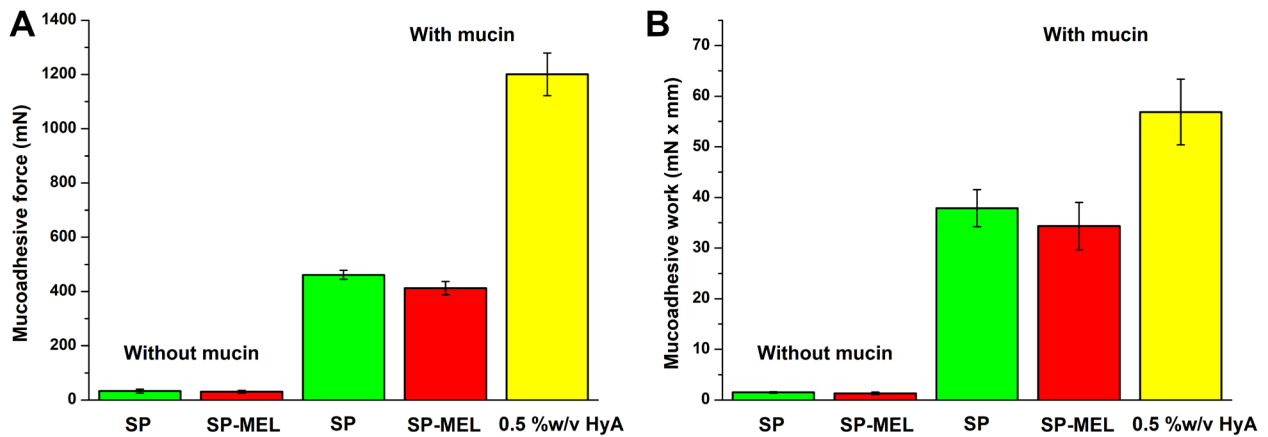 A
Mucoadhesive force (mN)
1400
1200
1000
800
600
400
200
0
With mucin
Without mucin
SP
SP-MEL
SP
SP-MEL
0.5 %w/v HyA
B
Mucoadhesive work (mN x mm)
70
60
50
40
30
20
10
0
With mucin
Without mucin
SP
SP-MEL
SP
SP-MEL
0.5 %w/v HyA